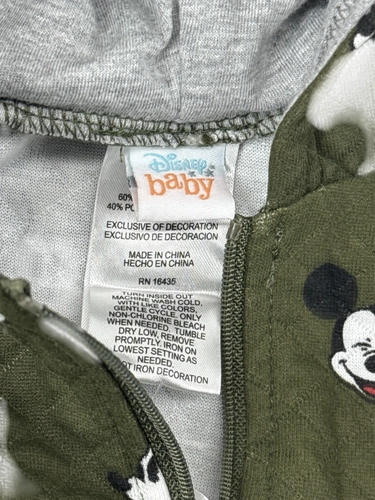 Disney
baby
60%
40% PO
EXCLUSIVE OF DECORATION
EXCLUSIVO DE DECORACION
MADE IN CHINA
HECHO EN CHINA
RN 16435
TURN INSIDE OUT
MACHINE WASH COLD,
WITH LIKE COLORS,
GENTLE CYCLE. ONLY
NON-CHLORINE BLEACH
WHEN NEEDED. TUMBLE
DRY LOW, REMOVE
PROMPTLY. IRON ON
LOWEST SETTING AS
NEEDED.
OT IRON DECORATION